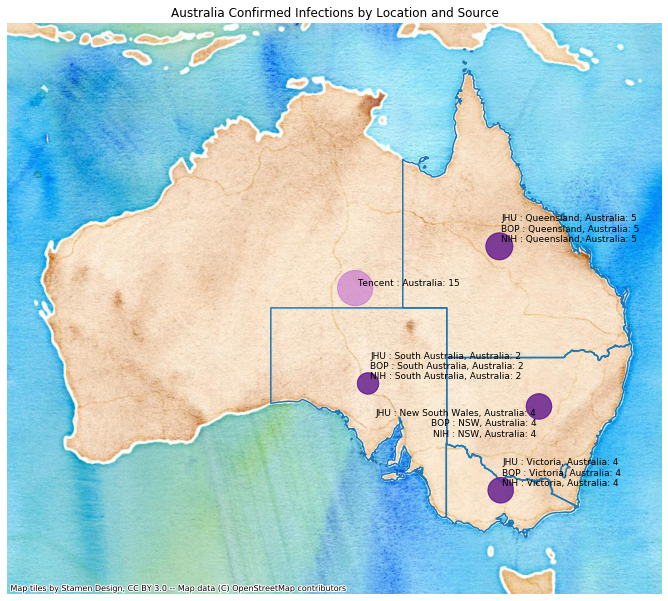 Australia Confirmed Infections by Location and Source
JHU : Queensland, Australia: 5
BOP : Queensland, Australia: 5
NIH : Queensland, Australia: 5
Tencent : Australia: 15
JHU : South Australia, Australia: 2
BOP : South Australia, Australia: 2
NIH : South Australia, Australia: 2
JHU : New South Wales, Australia: 4
BOP : NSW, Australia: 4
NIH : NSW, Australia: 4
JHU : Victoria, Australia: 4
BOP : Victoria, Australia: 4
NIH : Victoria, Australia: 4
Map tiles by Stamen Design, CC BY 3.0 -- Map data (C) OpenStreetMap contributors